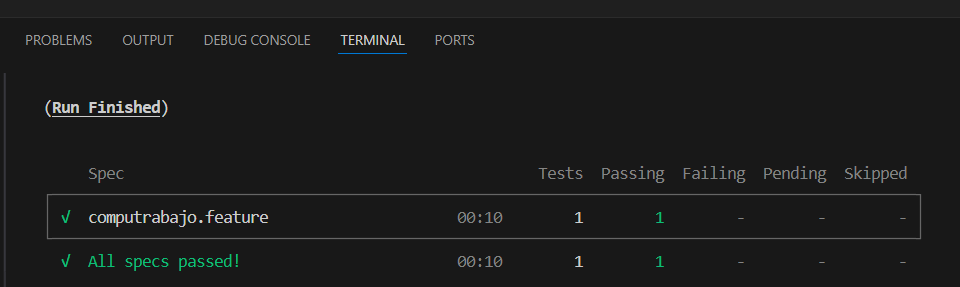 PROBLEMS OUTPUT DEBUG CONSOLE TERMINAL PORTS
(Run Finished)
Spec Tests Passing Failing Pending Skipped
√ computrabajo.feature 00:10 1 1 - - -
√ All specs passed! 00:10 1 1 - - -